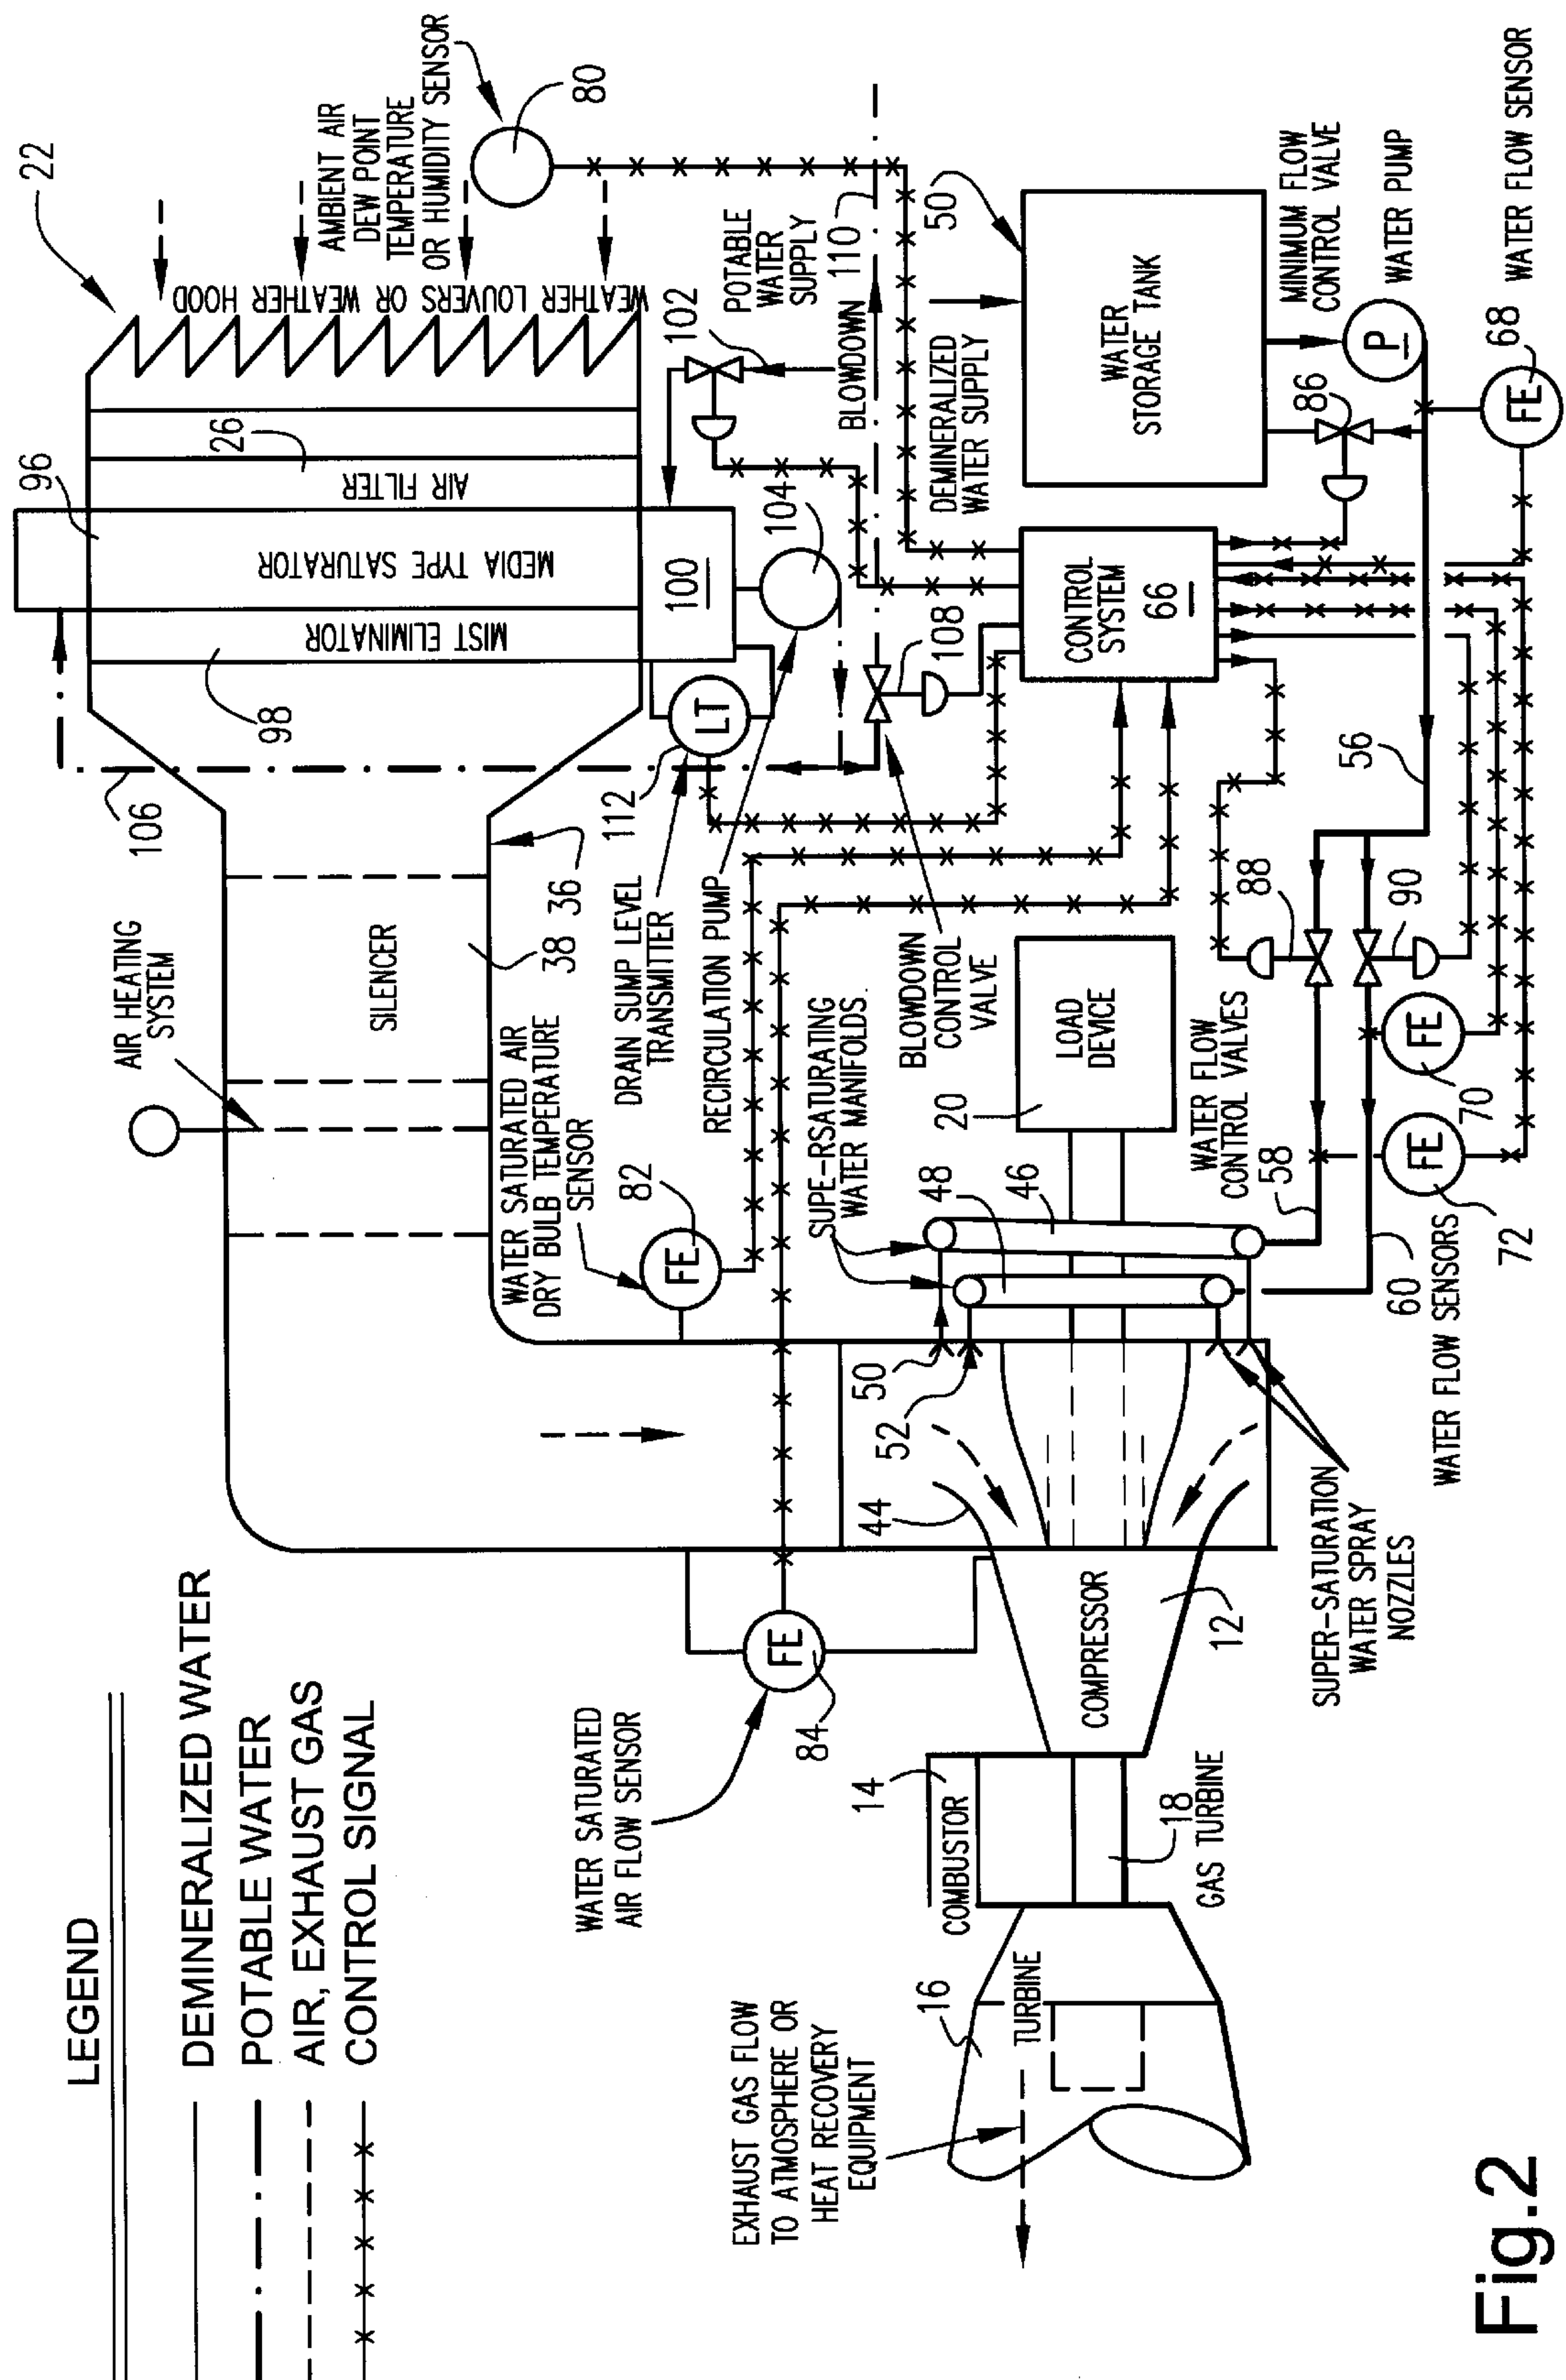 LEGEND
DEMINERALIZED WATER
POTABLE WATER
AIR, EXHAUST GAS
CONTROL SIGNAL
22
AMBIENT AIR
DEW POINT
TEMPERATURE
OR HUMIDITY SENSOR
80
WEATHER LOUVERS OR WEATHER HOOD
96
26
AIR FILTER
MEDIA TYPE SATURATOR
MIST ELIMINATOR
98
106
100
102
POTABLE
WATER
SUPPLY
104
BLOWDOWN
110
LT
112
108
DEMINERALIZED
WATER SUPPLY
50
WATER
STORAGE TANK
MINIMUM FLOW
CONTROL VALVE
WATER PUMP
P
86
WATER FLOW SENSOR
68
FE
CONTROL
SYSTEM
66
AIR HEATING
SYSTEM
SILENCER
36
38
DRAIN SUMP LEVEL
TRANSMITTER
RECIRCULATION PUMP
BLOWDOWN
CONTROL
VALVE
WATER SATURATED AIR
DRY BULB TEMPERATURE
SENSOR
82
FE
SUPE-RSATURATING
WATER MANIFOLDS.
LOAD
DEVICE
20
46
48
50
52
44
WATER FLOW
CONTROL VALVES
56
88
90
58
60
FE
70
FE
72
WATER FLOW SENSORS
SUPER-SATURATION
WATER SPRAY
NOZZLES
WATER SATURATED
AIR FLOW SENSOR
FE
84
COMPRESSOR
12
COMBUSTOR
14
18
GAS TURBINE
TURBINE
16
EXHAUST GAS FLOW
TO ATMOSPHERE OR
HEAT RECOVERY
EQUIPMENT
Fig.2